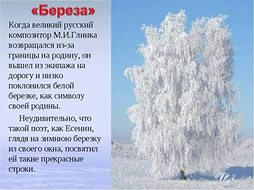 «Береза»
Когда великий русский
композитор М.И.Глинка
возвращался из-за
границы на родину, он
вышел из экипажа на
дорогу и низко
поклонился белой
березке, как символу
своей родины.
Неудивительно, что
такой поэт, как Есенин,
глядя на зимнюю березку
из своего окна, посвятил
ей такие прекрасные
строки.